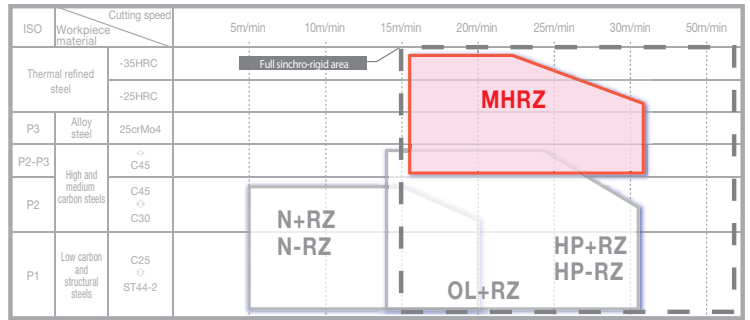 Cutting speed
ISO
Workpiece
material
5m/min 10m/min 15m/min 20m/min 25m/min 30m/min 50m/min
Full sinchro-rigid area
Thermal refined
steel
-35HRC
-25HRC
MHRZ
P3
Alloy
steel
25crMo4
P2-P3
High and
medium
carbon steels
C45
P2
C45
C30
N+RZ
N-RZ
HP+RZ
HP-RZ
OL+RZ
P1
Low carbon
and
structural
steels
C25
ST44-2